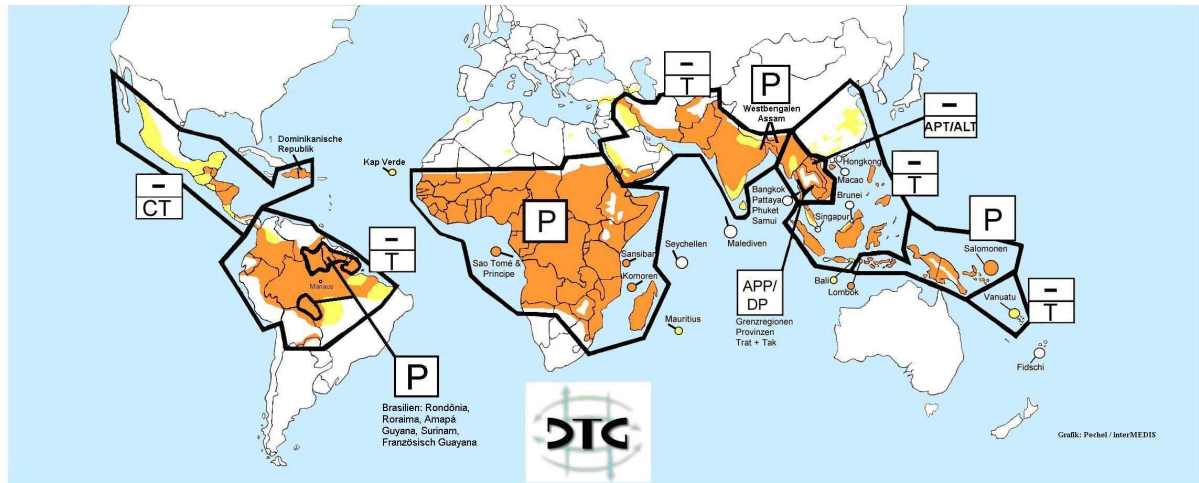 –
T
P
Westbengalen
Assam
–
APT/ALT
Dominikanische
Republik
Kap Verde
–
CT
Hongkong
Macao
Bangkok
Pattaya
Phuket
Samui
Brunei
Singapur
–
T
P
P
–
T
Manaus
Sao Tomé &
Principe
Sansibar
Komoren
Seychellen
Malediven
Salomonen
Bali
Lombok
APP/
DP
Grenzregionen
Provinzen
Trat + Tak
Vanuatu
–
T
Mauritius
Fidschi
P
Brasilien: Rondônia,
Roraima, Amapá
Guyana, Surinam,
Französisch Guayana
DTG
Grafik: Pechel / interMEDIS